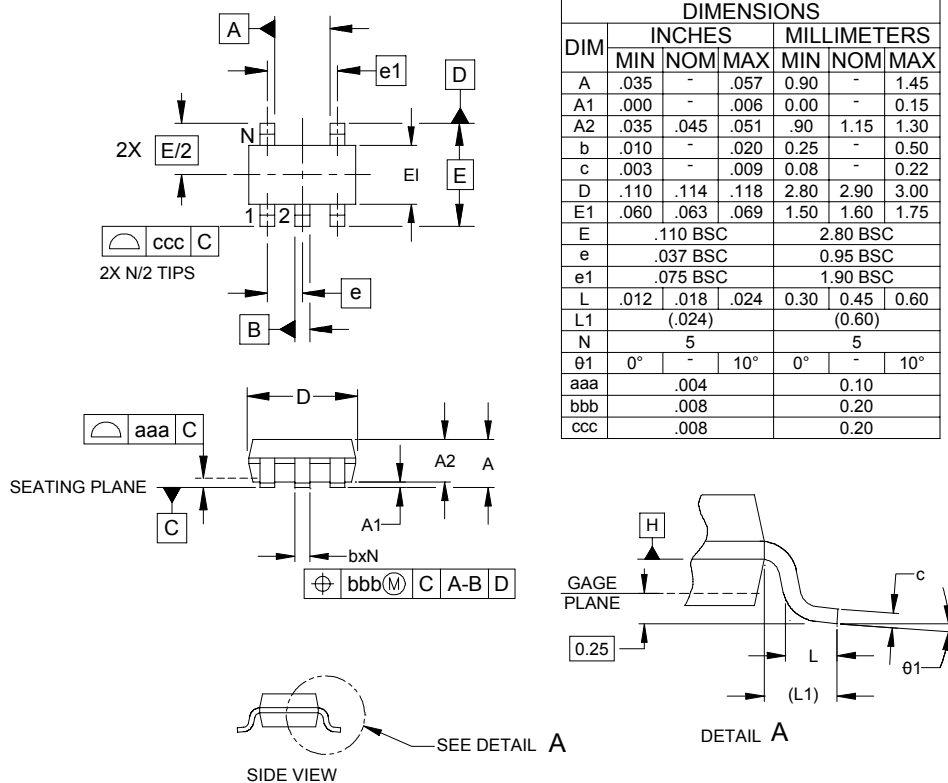 DIMENSIONS
DIM INCHES MILLIMETERS
MIN NOM MAX MIN NOM MAX
A .035 - .057 0.90 - 1.45
A1 .000 - .006 0.00 - 0.15
A2 .035 .045 .051 .90 1.15 1.30
b .010 - .020 0.25 - 0.50
c .003 - .009 0.08 - 0.22
D .110 .114 .118 2.80 2.90 3.00
E1 .060 .063 .069 1.50 1.60 1.75
E .110 BSC 2.80 BSC
e .037 BSC 0.95 BSC
e1 .075 BSC 1.90 BSC
L .012 .018 .024 0.30 0.45 0.60
L1 (.024) (0.60)
N 5 5
θ1 0° - 10° 0° - 10°
aaa .004 0.10
bbb .008 0.20
ccc .008 0.20
A
e1
D
N
2X E/2
EI
E
1 2
ccc C
2X N/2 TIPS
e
B
D
aaa C
A2 A
SEATING PLANE
C
A1
bxN
bbb Ⓜ C A-B D
H
GAGE
PLANE
c
0.25
L
θ1
(L1)
DETAIL A
SEE DETAIL A
SIDE VIEW